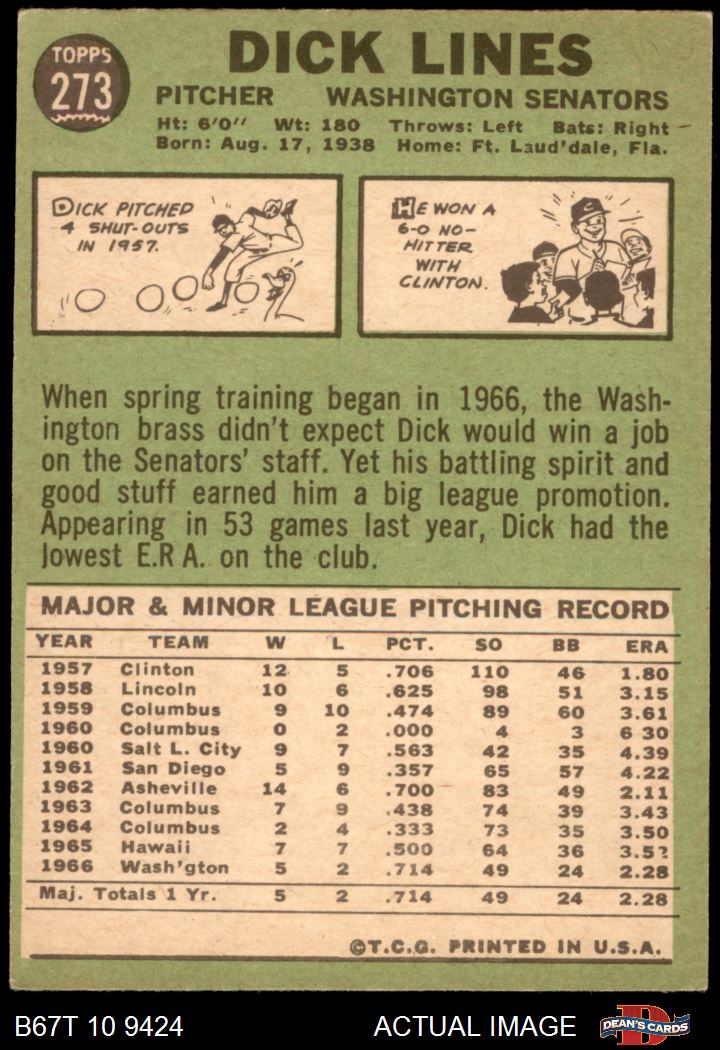 TOPPS
273
DICK LINES
PITCHER WASHINGTON SENATORS
Ht: 6'0" Wt: 180 Throws: Left Bats: Right
Born: Aug. 17, 1938 Home: Ft. Laud'dale, Fla.
DICK PITCHED
4 SHUT-OUTS
IN 1957.
HE WON A
6-0 NO-
HITTER
WITH
CLINTON.
When spring training began in 1966, the Wash-
ington brass didn't expect Dick would win a job
on the Senators' staff. Yet his battling spirit and
good stuff earned him a big league promotion.
Appearing in 53 games last year, Dick had the
lowest E.R A. on the club.
MAJOR & MINOR LEAGUE PITCHING RECORD
YEAR TEAM W L PCT. SO BB ERA
1957 Clinton 12 5 .706 110 46 1.80
1958 Lincoln 10 6 .625 98 51 3.15
1959 Columbus 9 10 .474 89 60 3.61
1960 Columbus 0 2 .000 4 3 6 30
1960 Salt L. City 9 7 .563 42 35 4.39
1961 San Diego 5 9 .357 65 57 4.22
1962 Asheville 14 6 .700 83 49 2.11
1963 Columbus 7 9 .438 74 39 3.43
1964 Columbus 2 4 .333 73 35 3.50
1965 Hawaii 7 7 .500 64 36
1966 Wash'gton 5 2 .714 49 24 2.28
Maj. Totals 1 Yr. 5 2 .714 49 24 2.28
©T.C.G. PRINTED IN U.S.A.
B67T 10 9424 ACTUAL IMAGE
D
DEAN'S CARDS